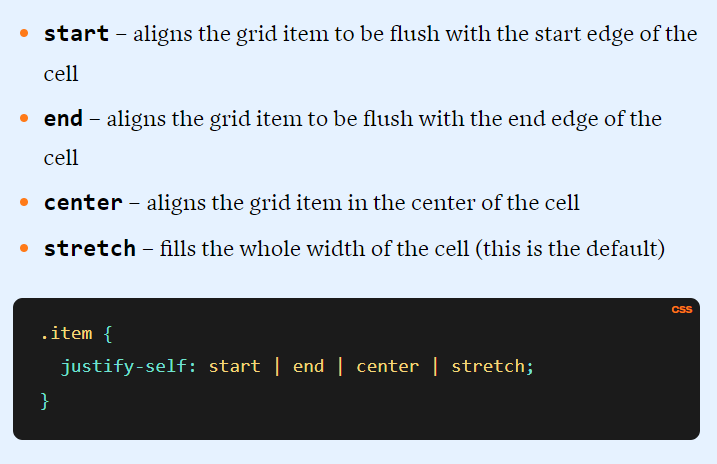 start – aligns the grid item to be flush with the start edge of the
cell
end – aligns the grid item to be flush with the end edge of the
cell
center – aligns the grid item in the center of the cell
stretch – fills the whole width of the cell (this is the default)
CSS
.item {
  justify-self: start | end | center | stretch;
}